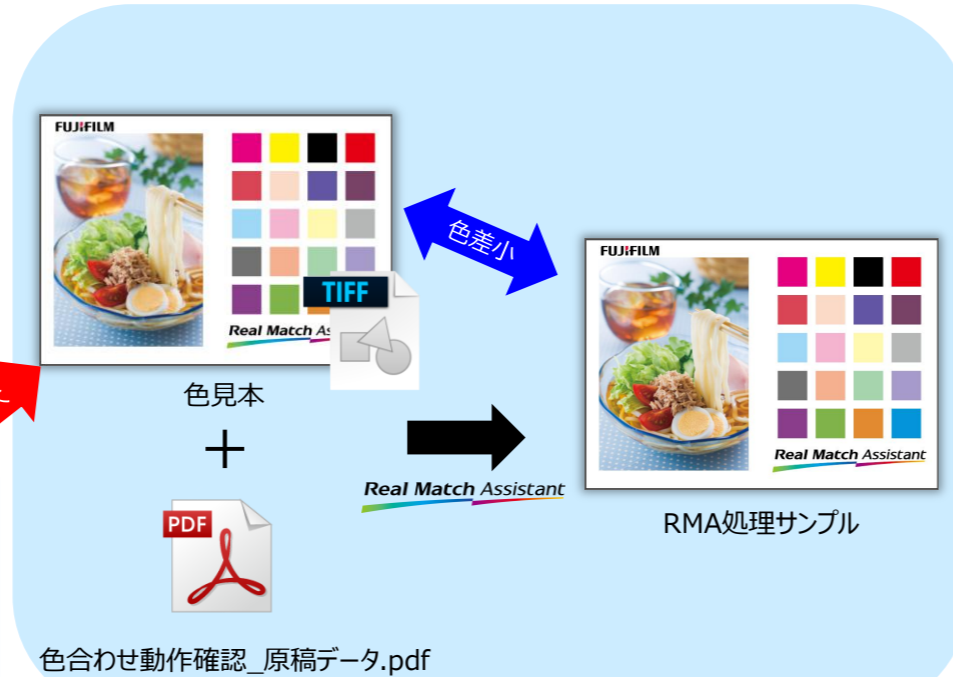 FUJIFILM
TIFF
Real Match As
色見本
+
PDF
色合わせ動作確認_原稿データ.pdf
色差小
Real Match Assistant
FUJIFILM
Real Match Assistant
RMA処理サンプル